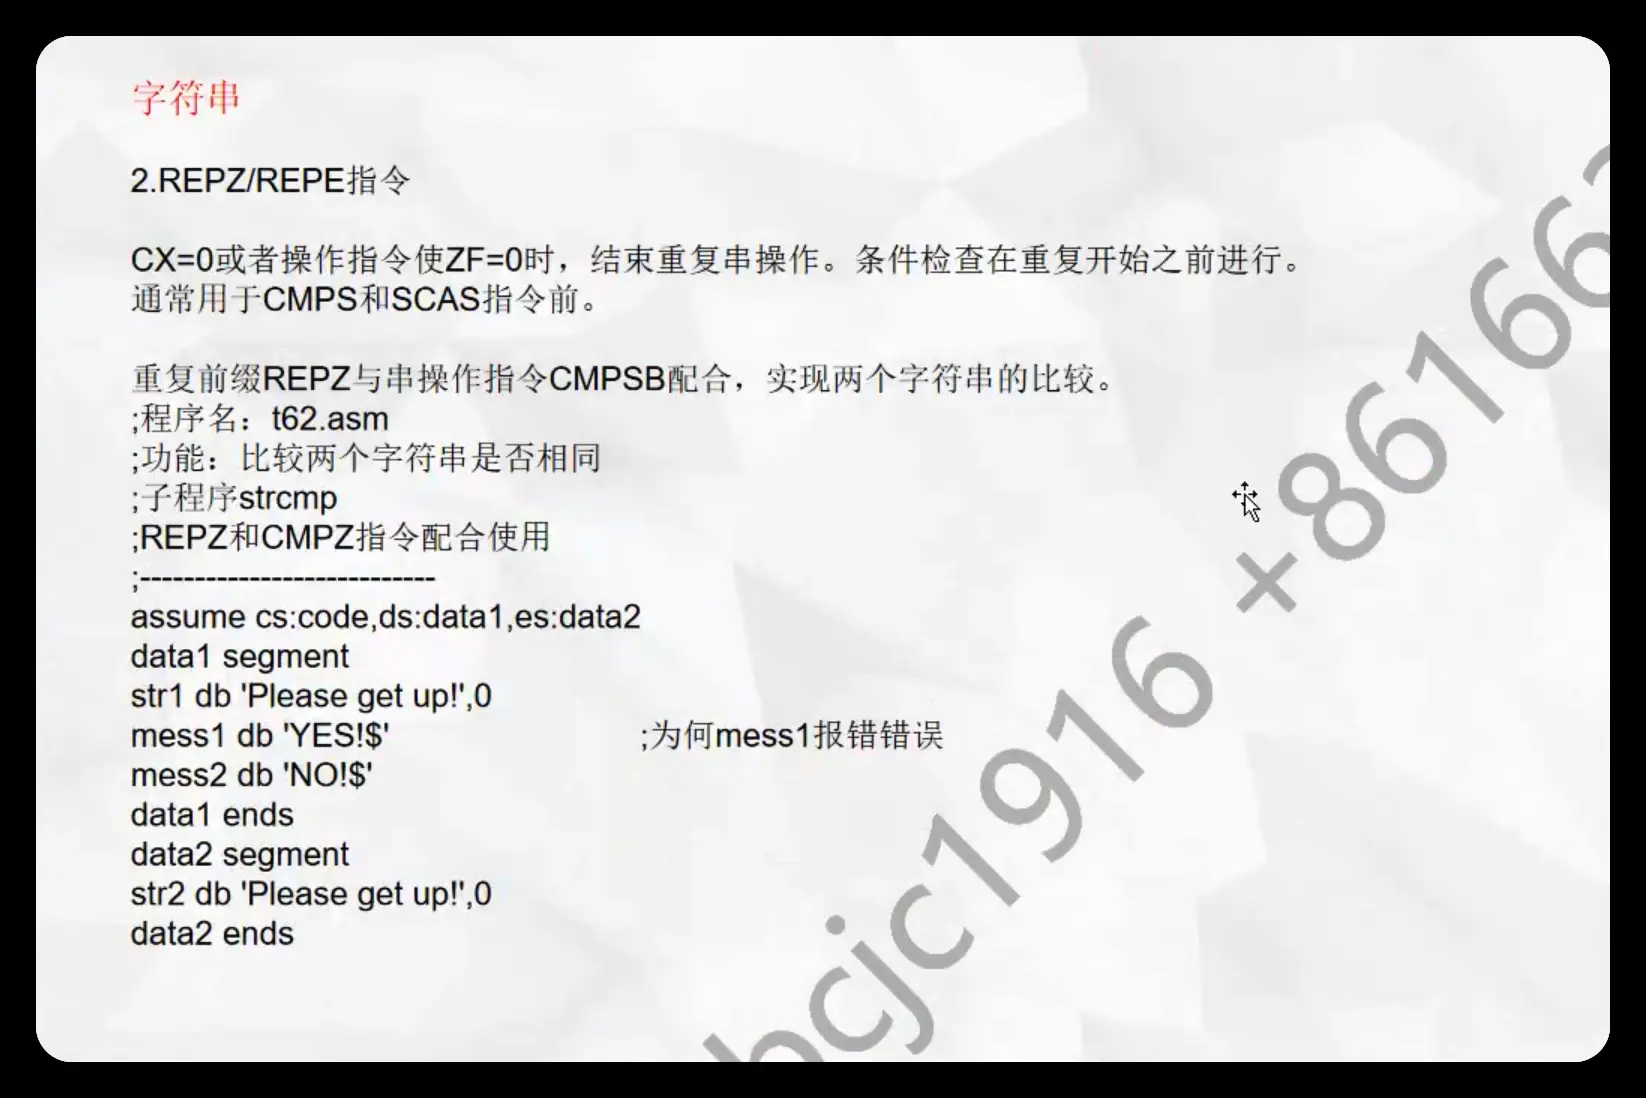 字符串
2.REPZ/REPE指令
CX=0或者操作指令使ZF=0时，结束重复串操作。条件检查在重复开始之前进行。
通常用于CMPS和SCAS指令前。
重复前缀REPZ与串操作指令CMPSB配合，实现两个字符串的比较。
;程序名：t62.asm
;功能：比较两个字符串是否相同
;子程序strcmp
;REPZ和CMPZ指令配合使用
;---------------------------
assume cs:code,ds:data1,es:data2
data1 segment
str1 db 'Please get up!',0
mess1 db 'YES!$' ;为何mess1报错错误
mess2 db 'NO!$'
data1 ends
data2 segment
str2 db 'Please get up!',0
data2 ends
bcjc1916 +86166